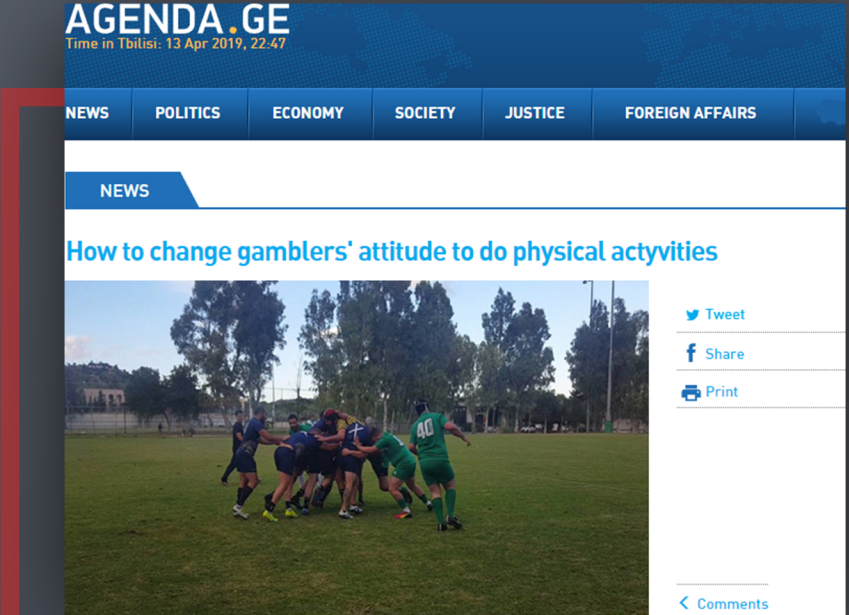 AGENDA.GE
Time in Tbilisi: 13 Apr 2019, 22:47
NEWS POLITICS ECONOMY SOCIETY JUSTICE FOREIGN AFFAIRS
NEWS
How to change gamblers' attitude to do physical actyvities
Tweet
Share
Print
40
Comments